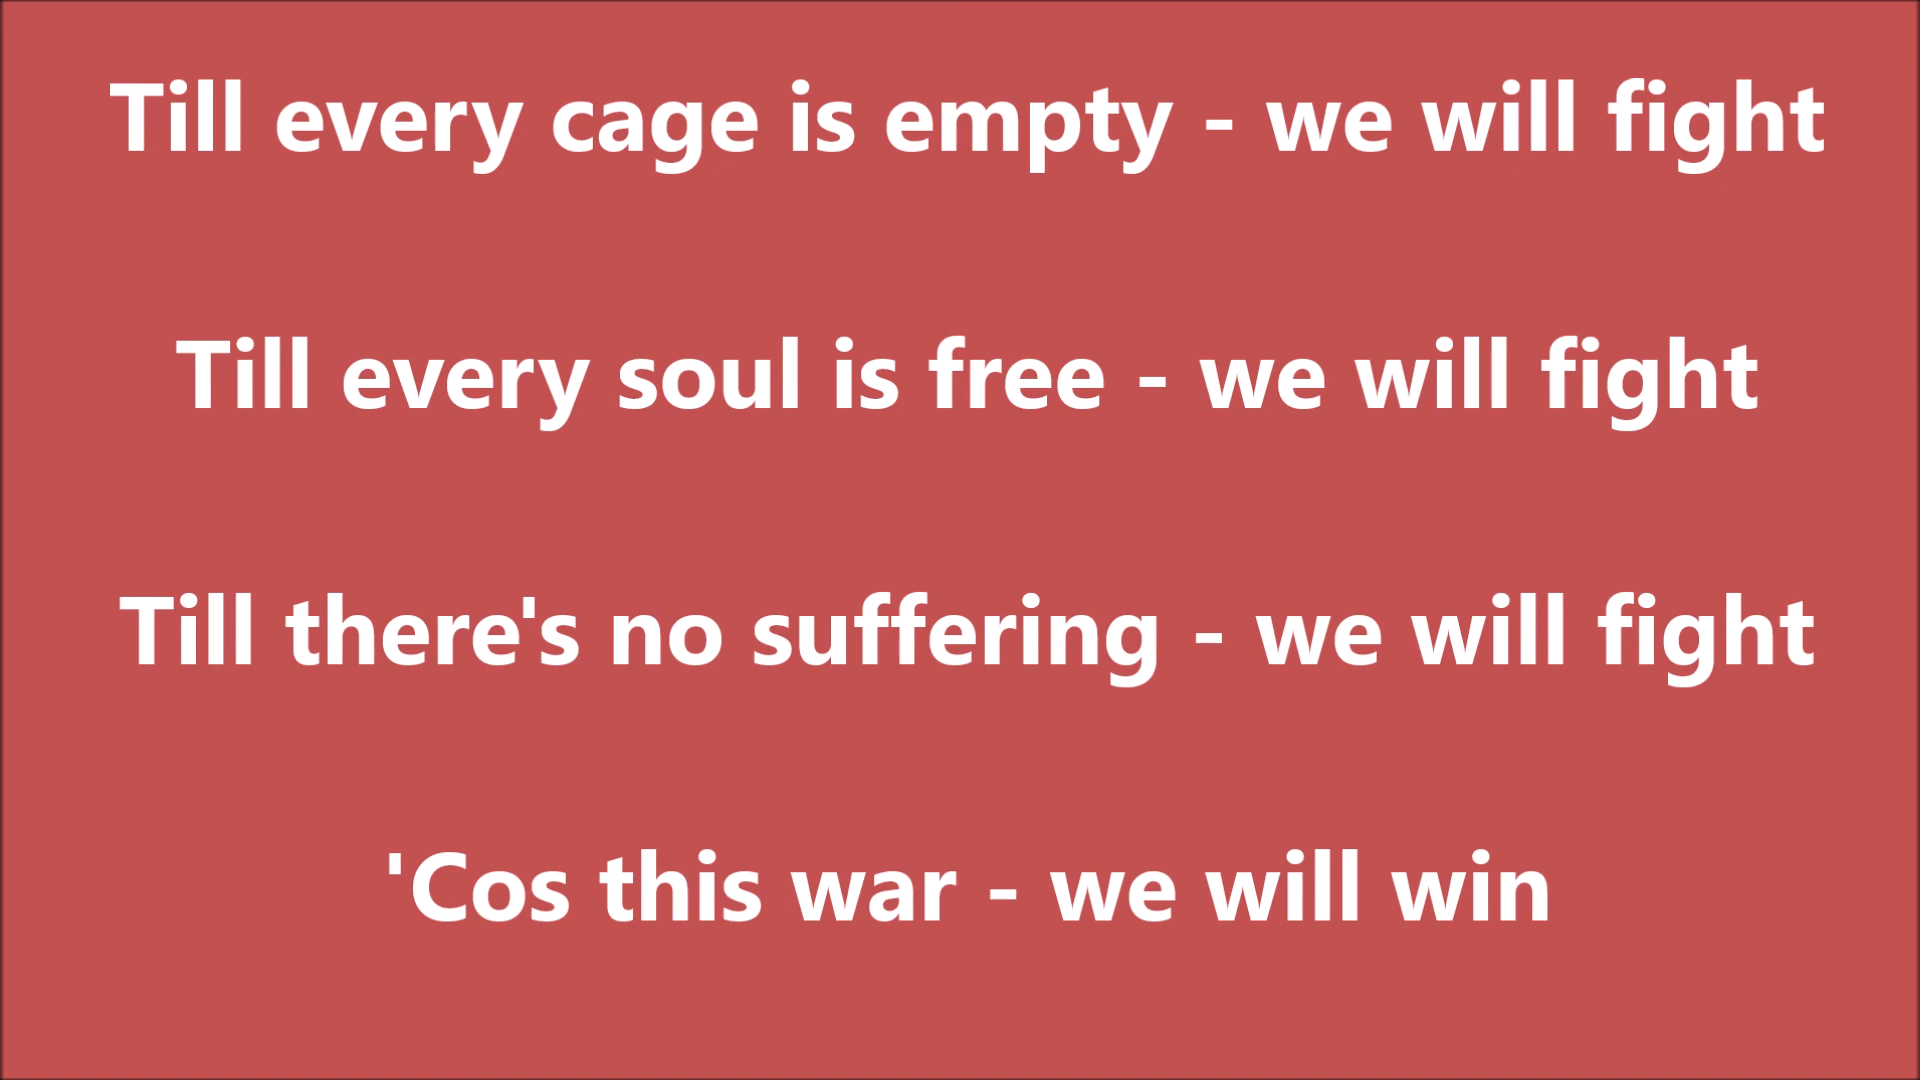 Till every cage is empty - we will fight
Till every soul is free - we will fight
Till there's no suffering - we will fight
'Cos this war - we will win